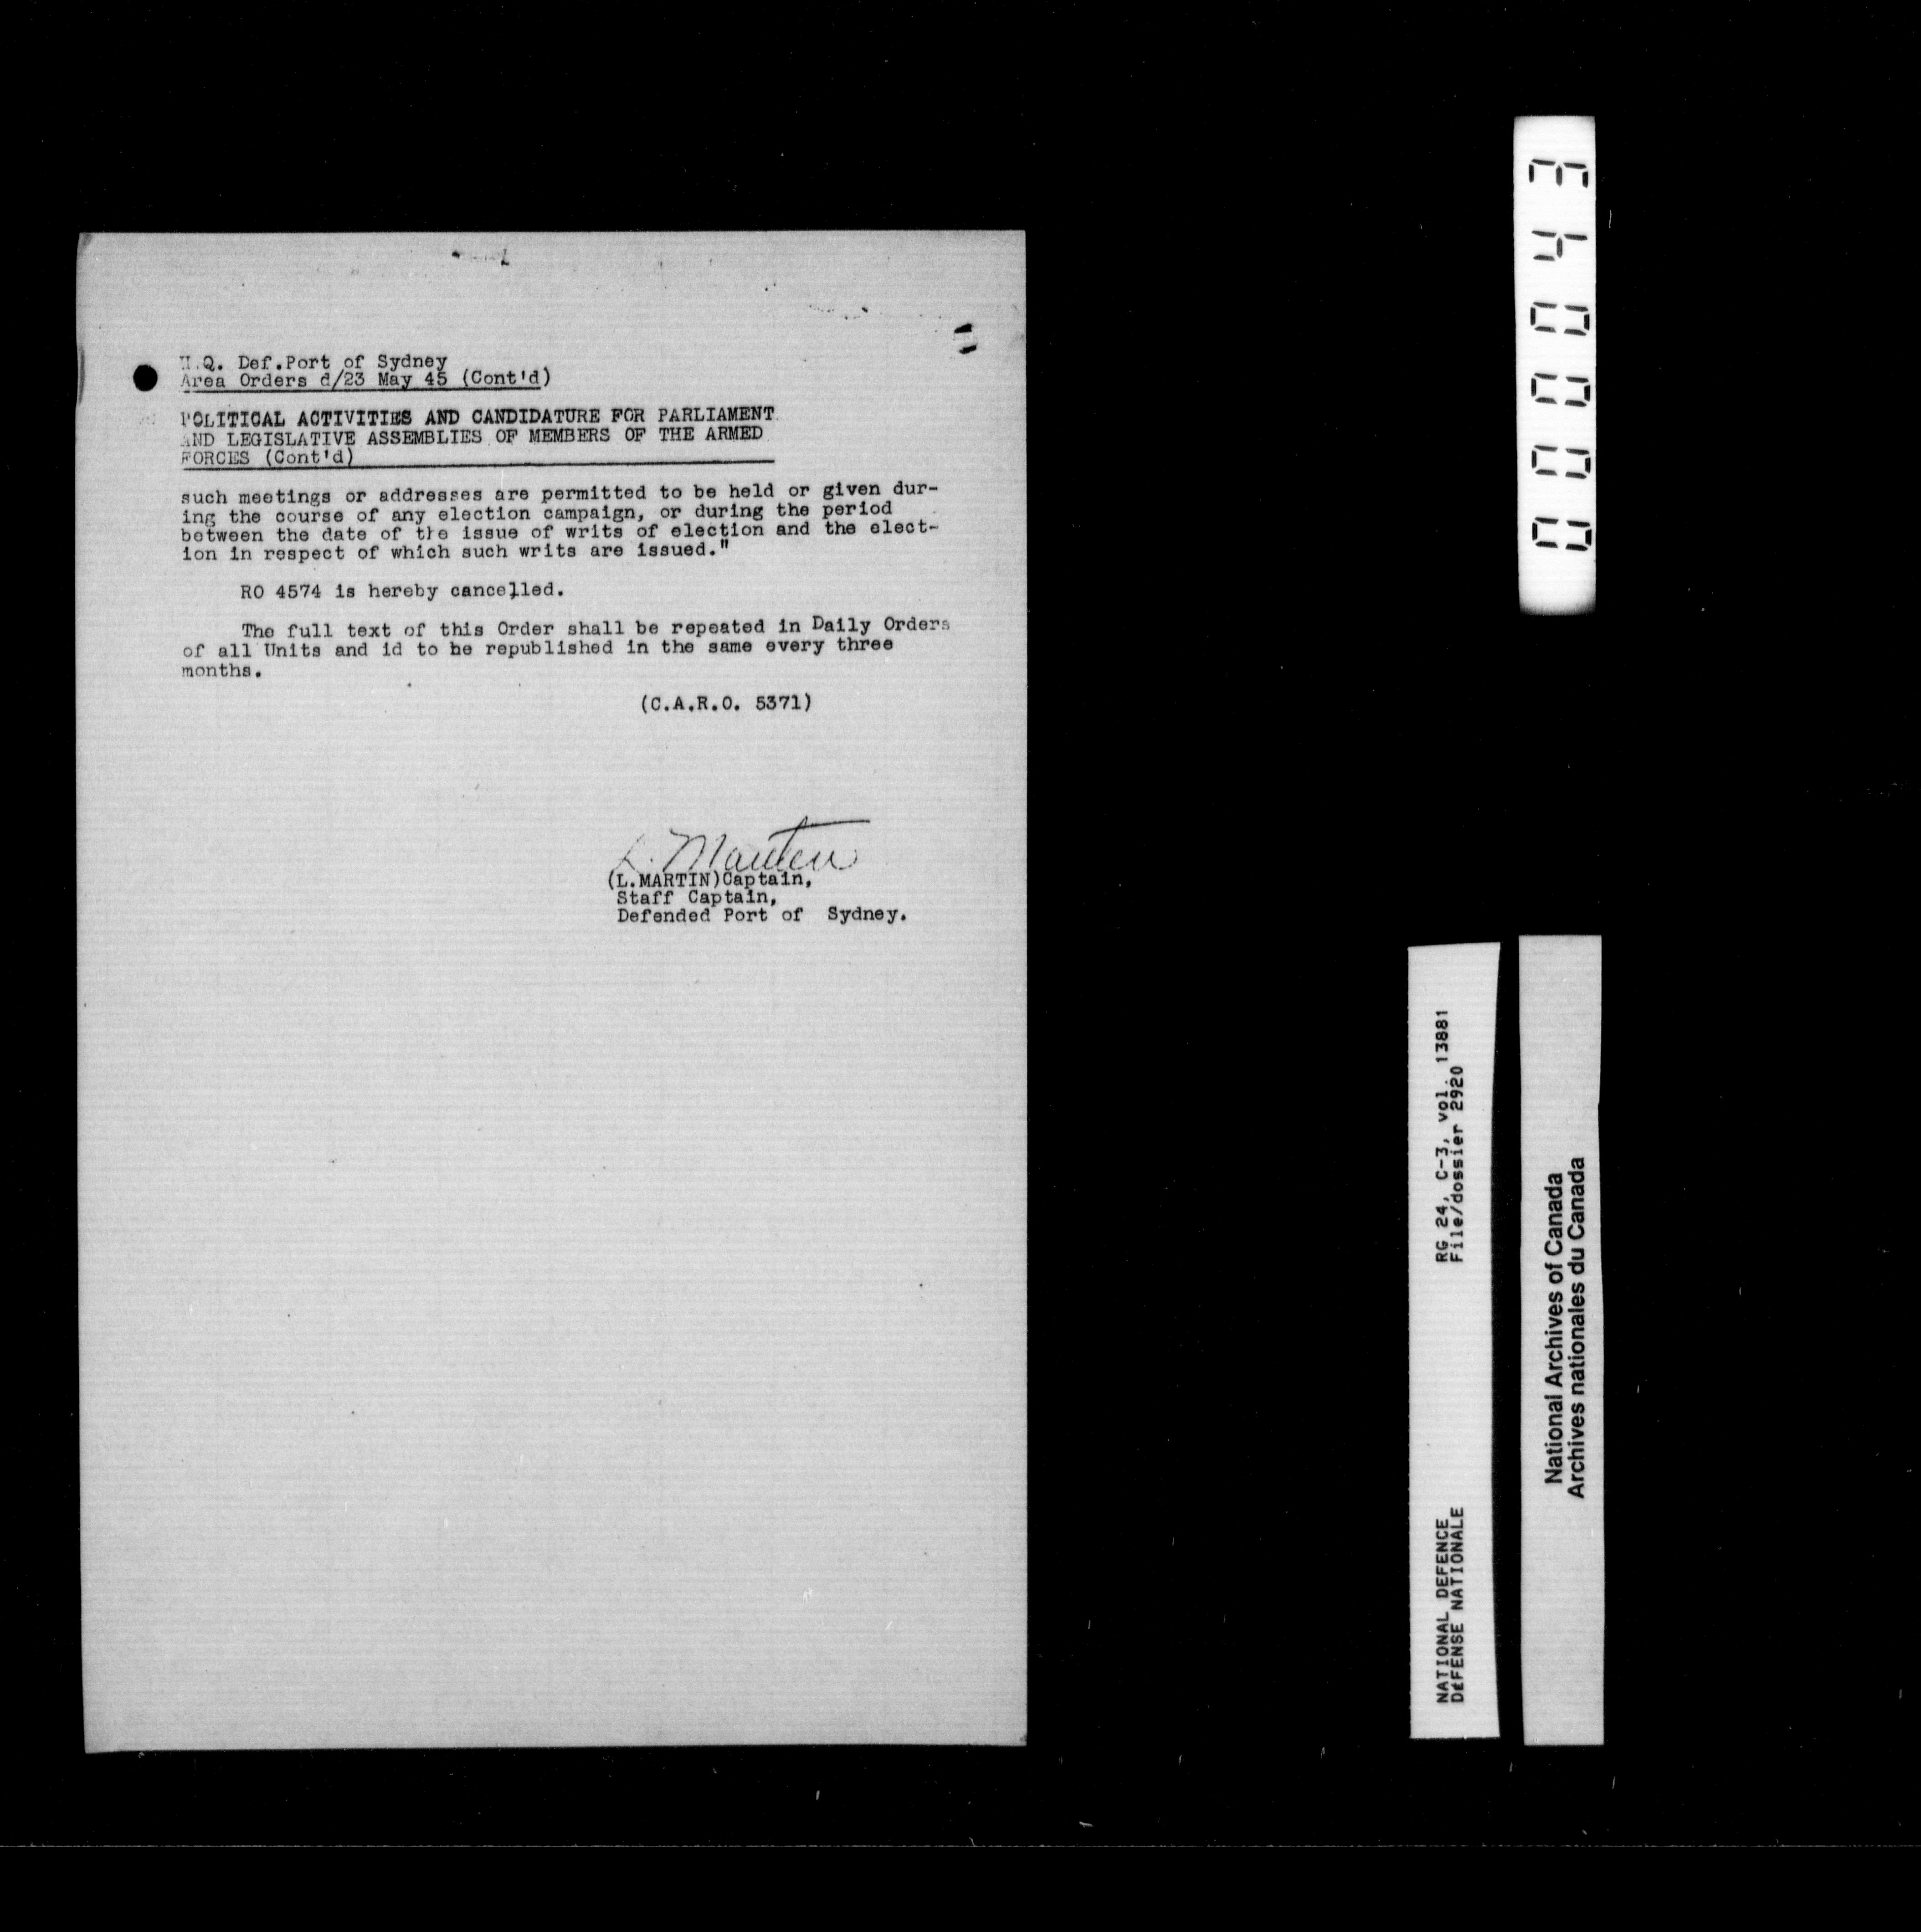 H.Q. Def.Port of Sydney
Area Orders d/23 May 45 (Cont'd)
POLITICAL ACTIVITIES AND CANDIDATURE FOR PARLIAMENT
AND LEGISLATIVE ASSEMBLIES OF MEMBERS OF THE ARMED
FORCES (Cont'd)
such meetings or addresses are permitted to be held or given dur-
ing the course of any election campaign, or during the period
between the date of the issue of writs of election and the elect-
ion in respect of which such writs are issued."
RO 4574 is hereby cancelled.
The full text of this Order shall be repeated in Daily Orders
of all Units and id to be republished in the same every three
months.
(C.A.R.O. 5371)
L. Martin
(L.MARTIN)Captain,
Staff Captain,
Defended Port of Sydney.
000043
RG 24, C-3, vol. 13881
File/dossier 2920
NATIONAL DEFENCE
DÉFENSE NATIONALE
National Archives of Canada
Archives nationales du Canada